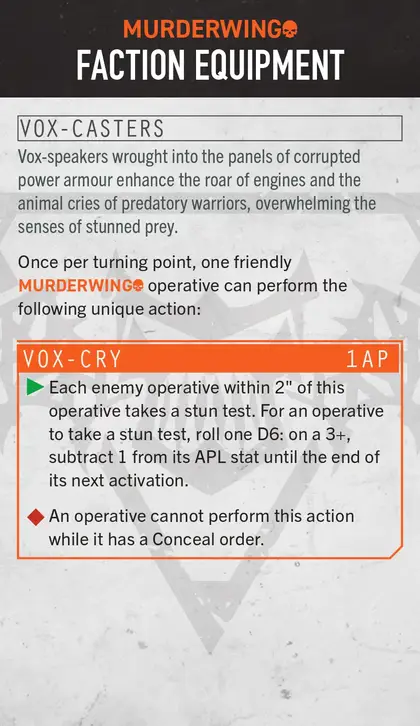 MURDERWING
FACTION EQUIPMENT
VOX-CASTERS
Vox-speakers wrought into the panels of corrupted
power armour enhance the roar of engines and the
animal cries of predatory warriors, overwhelming the
senses of stunned prey.
Once per turning point, one friendly
MURDERWING operative can perform the
following unique action:
VOX-CRY 1AP
Each enemy operative within 2" of this
operative takes a stun test. For an operative
to take a stun test, roll one D6: on a 3+,
subtract 1 from its APL stat until the end of
its next activation.
An operative cannot perform this action
while it has a Conceal order.